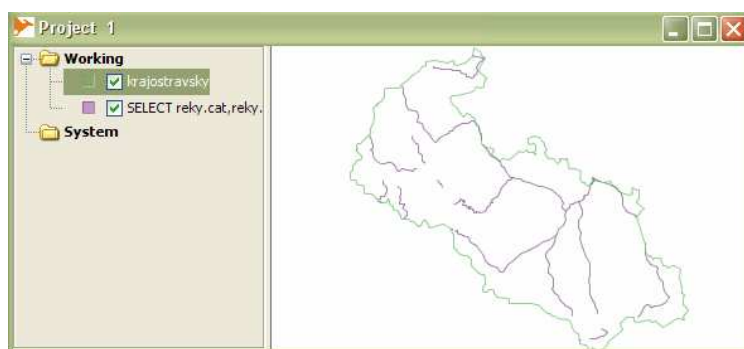 Project 1
Working
krajostravsky
SELECT reky.cat,reky.
System